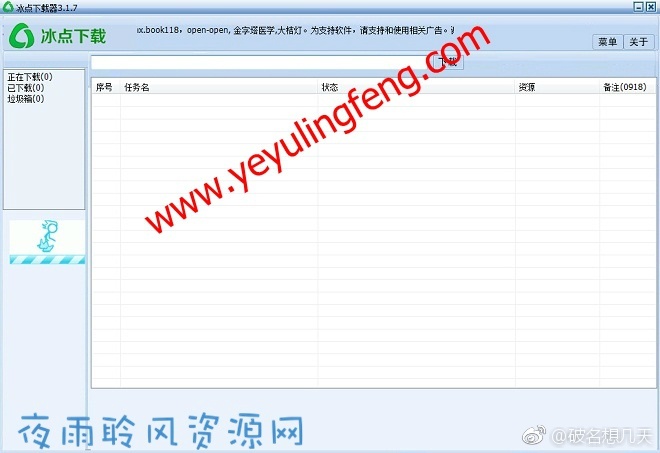 冰点下载器3.1.7
冰点下载
ox.book118，open-open, 金字塔医学,大桔灯。为支持软件，请支持和使用相关广告。
菜单 关于
下载
正在下载(0)
已下载(0)
垃圾箱(0)
序号 任务名 状态 资源 备注(0918)
www.yeyulingfeng.com
夜雨聆风资源网
@破名想几天